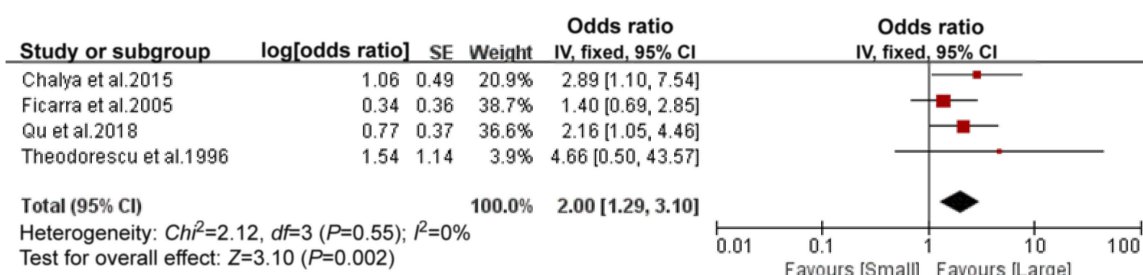 Odds ratio Odds ratio
Study or subgroup log[odds ratio] SE Weight IV, fixed, 95% CI IV, fixed, 95% CI
Chalya et al.2015 1.06 0.49 20.9% 2.89 [1.10, 7.54]
Ficarra et al.2005 0.34 0.36 38.7% 1.40 [0.69, 2.85]
Qu et al.2018 0.77 0.37 36.6% 2.16 [1.05, 4.46]
Theodorescu et al.1996 1.54 1.14 3.9% 4.66 [0.50, 43.57]
Total (95% CI) 100.0% 2.00 [1.29, 3.10]
Heterogeneity: Chi²=2.12, df=3 (P=0.55); I²=0%
Test for overall effect: Z=3.10 (P=0.002)
0.01 0.1 1 10 100
Favours [Small] Favours [Large]